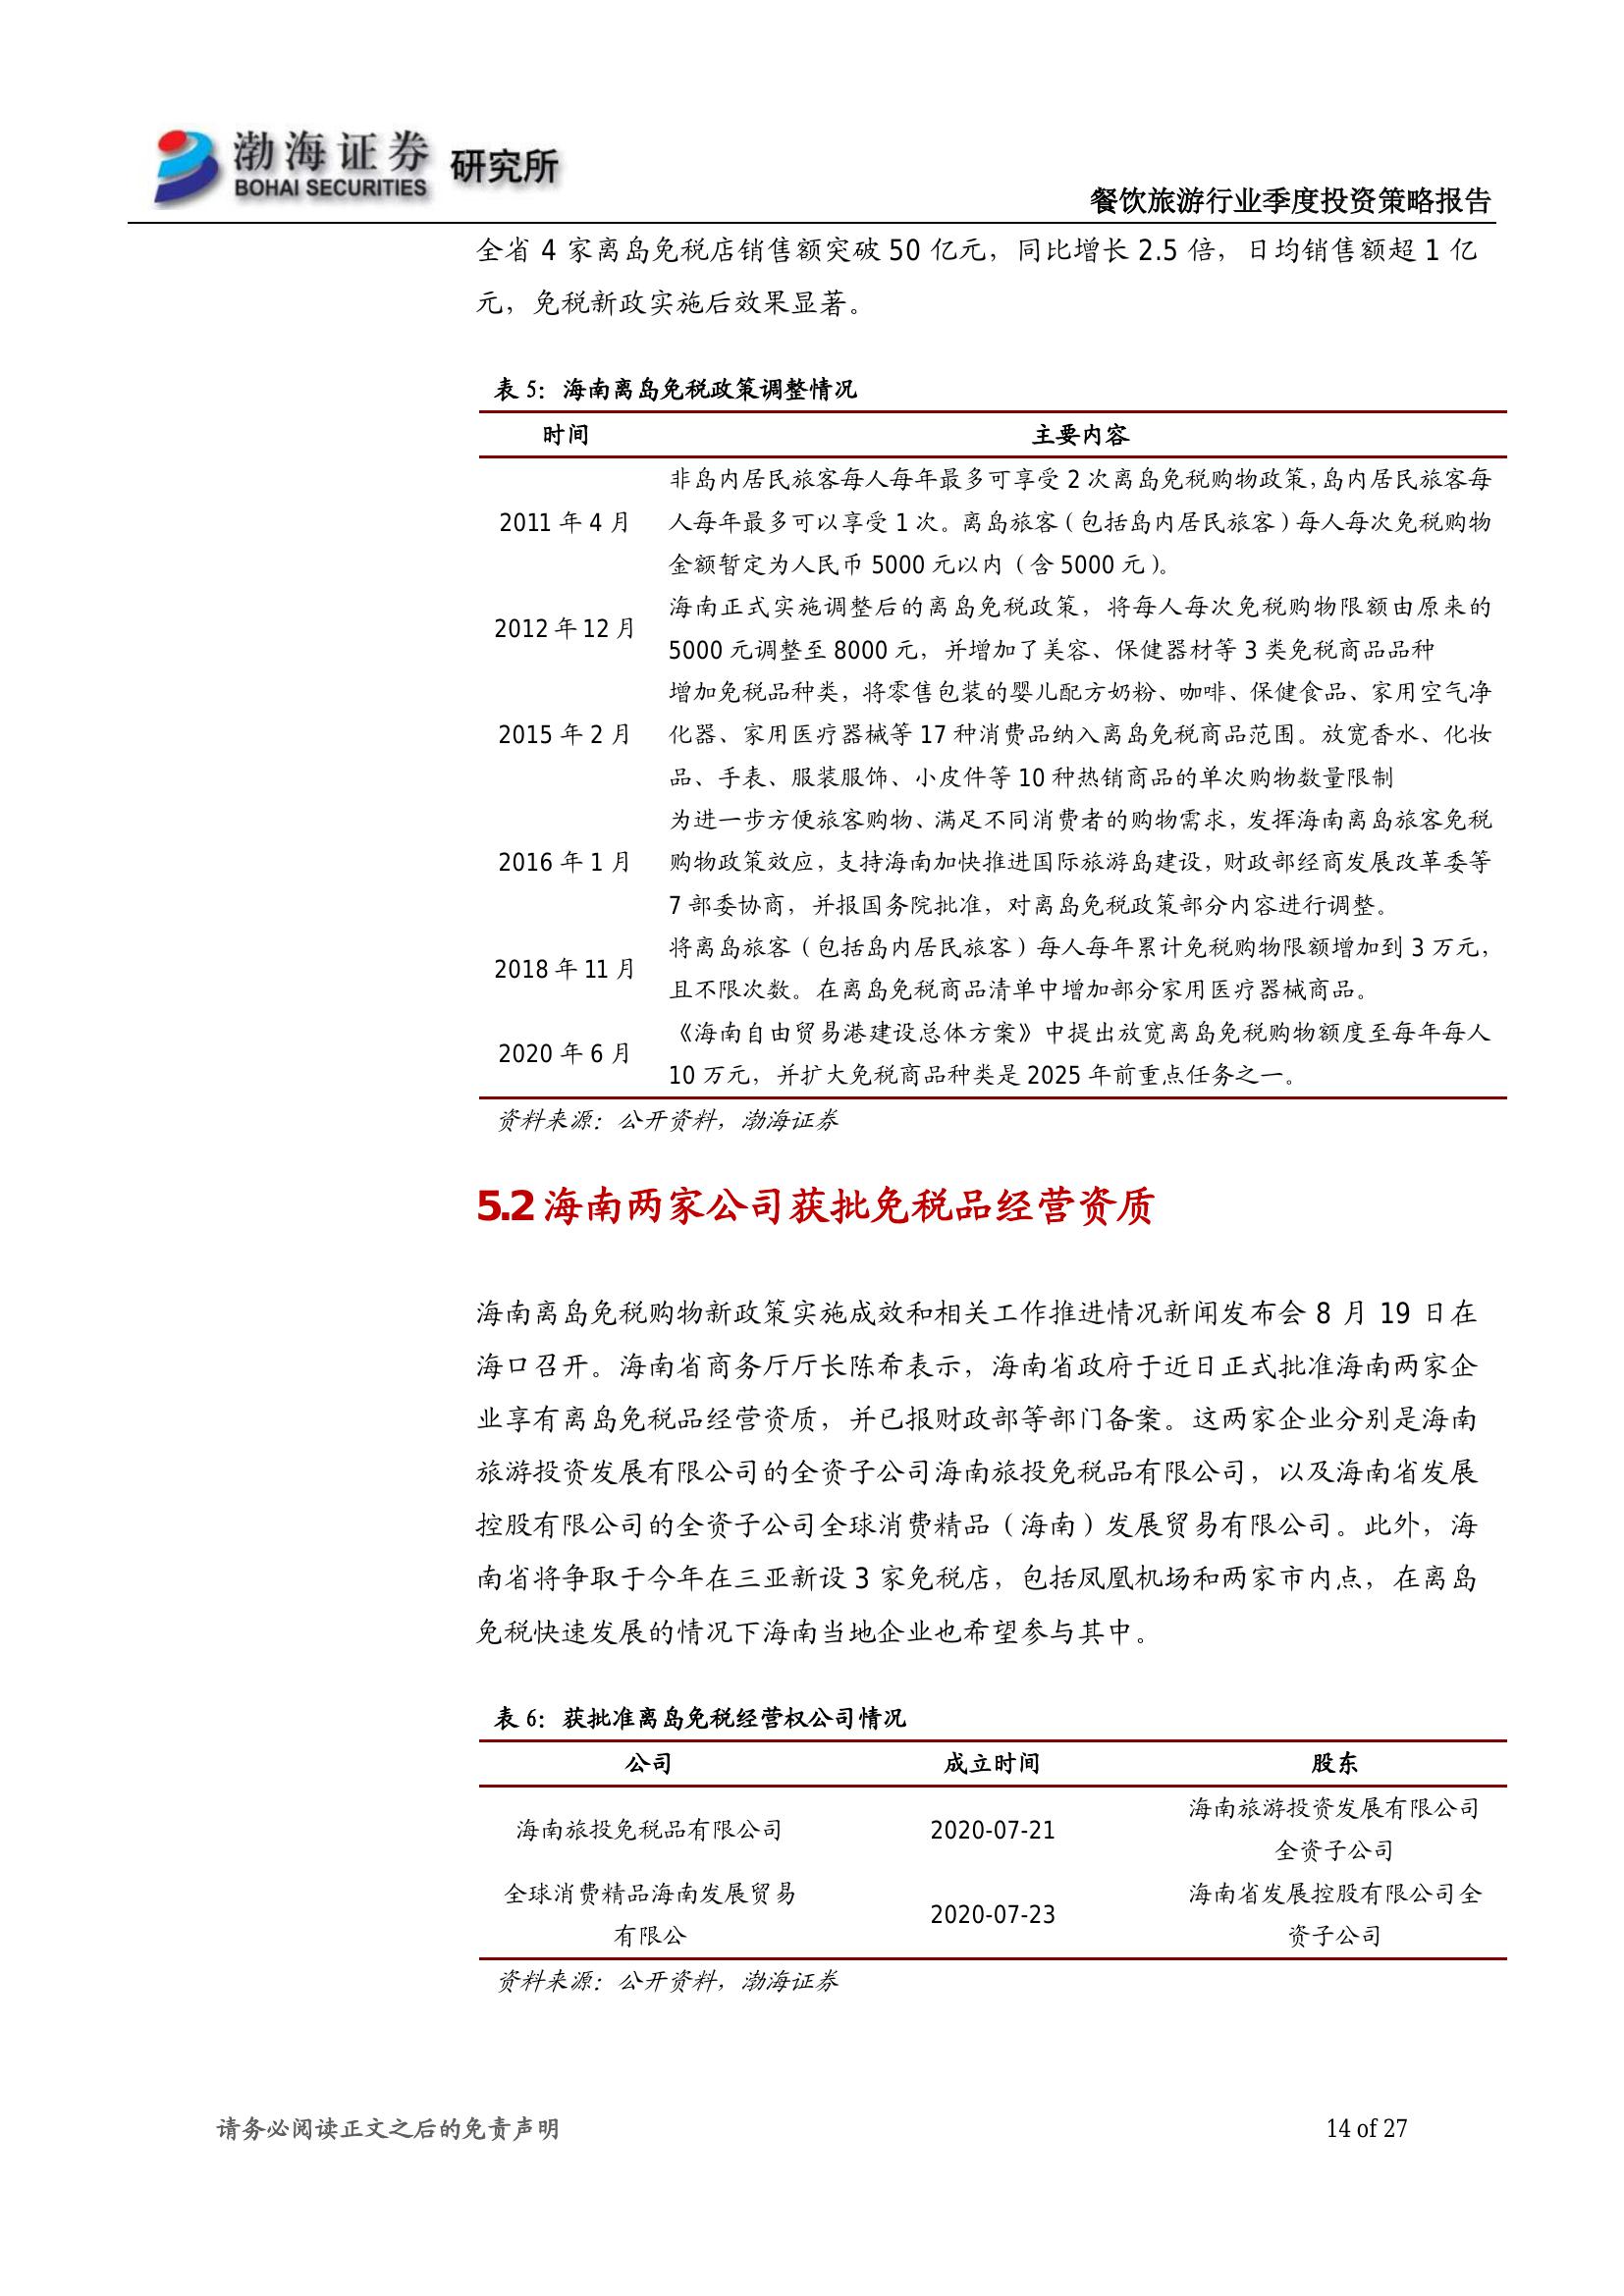 渤海证券
BOHAI SECURITIES
研究所
餐饮旅游行业季度投资策略报告
全省 4 家离岛免税店销售额突破 50 亿元，同比增长 2.5 倍，日均销售额超 1 亿
元，免税新政实施后效果显著。
表 5：海南离岛免税政策调整情况
时间 主要内容
2011 年 4 月
非岛内居民旅客每人每年最多可享受 2 次离岛免税购物政策，岛内居民旅客每
人每年最多可以享受 1 次。离岛旅客（包括岛内居民旅客）每人每次免税购物
金额暂定为人民币 5000 元以内（含 5000 元）。
2012 年 12 月
海南正式实施调整后的离岛免税政策，将每人每次免税购物限额由原来的
5000 元调整至 8000 元，并增加了美容、保健器材等 3 类免税商品品种
2015 年 2 月
增加免税品种类，将零售包装的婴儿配方奶粉、咖啡、保健食品、家用空气净
化器、家用医疗器械等 17 种消费品纳入离岛免税商品范围。放宽香水、化妆
品、手表、服装服饰、小皮件等 10 种热销商品的单次购物数量限制
2016 年 1 月
为进一步方便旅客购物、满足不同消费者的购物需求，发挥海南离岛旅客免税
购物政策效应，支持海南加快推进国际旅游岛建设，财政部经商发展改革委等
7 部委协商，并报国务院批准，对离岛免税政策部分内容进行调整。
2018 年 11 月
将离岛旅客（包括岛内居民旅客）每人每年累计免税购物限额增加到 3 万元，
且不限次数。在离岛免税商品清单中增加部分家用医疗器械商品。
2020 年 6 月
《海南自由贸易港建设总体方案》中提出放宽离岛免税购物额度至每年每人
10 万元，并扩大免税商品种类是 2025 年前重点任务之一。
资料来源：公开资料，渤海证券
5.2 海南两家公司获批免税品经营资质
海南离岛免税购物新政策实施成效和相关工作推进情况新闻发布会 8 月 19 日在
海口召开。海南省商务厅厅长陈希表示，海南省政府于近日正式批准海南两家企
业享有离岛免税品经营资质，并已报财政部等部门备案。这两家企业分别是海南
旅游投资发展有限公司的全资子公司海南旅投免税品有限公司，以及海南省发展
控股有限公司的全资子公司全球消费精品（海南）发展贸易有限公司。此外，海
南省将争取于今年在三亚新设 3 家免税店，包括凤凰机场和两家市内点，在离岛
免税快速发展的情况下海南当地企业也希望参与其中。
表 6：获批准离岛免税经营权公司情况
公司 成立时间 股东
海南旅投免税品有限公司 2020-07-21 海南旅游投资发展有限公司
全资子公司
全球消费精品海南发展贸易
有限公
2020-07-23
海南省发展控股有限公司全
资子公司
资料来源：公开资料，渤海证券
请务必阅读正文之后的免责声明 14 of 27